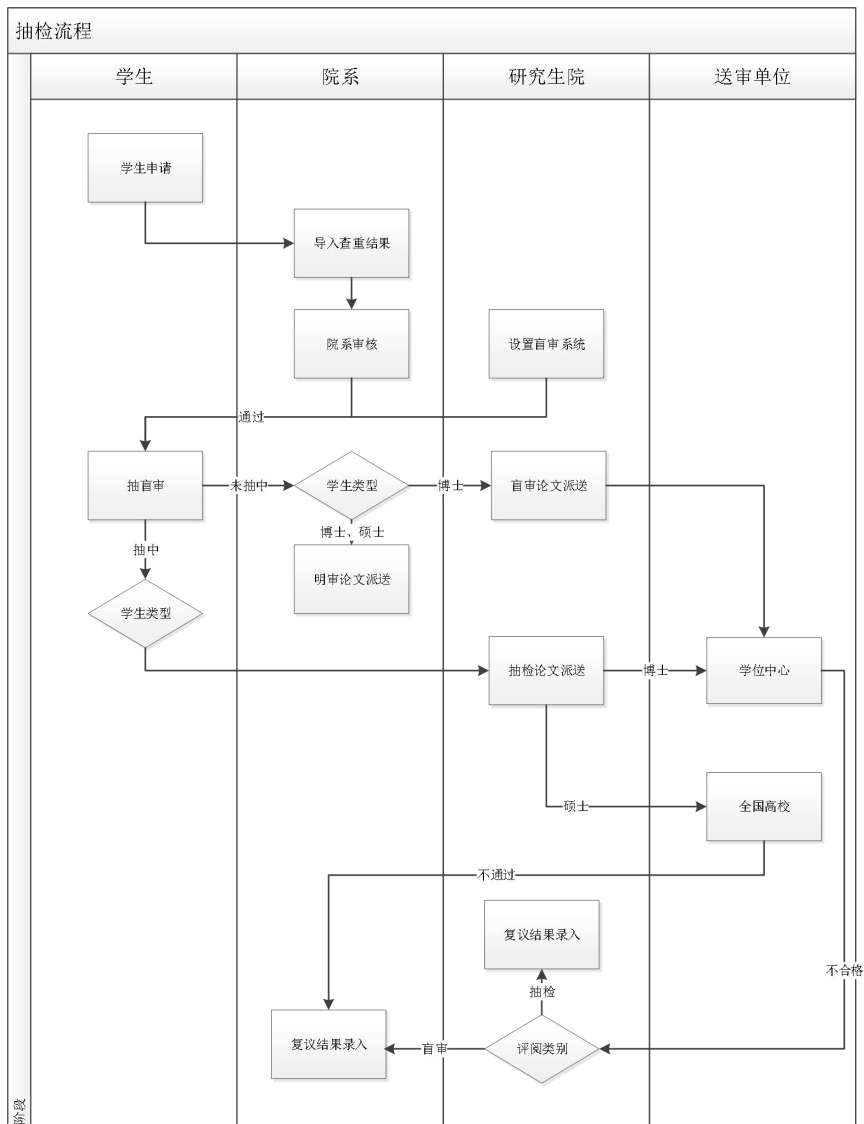 抽检流程
学生
院系
研究生院
送审单位
学生申请
导入查重结果
院系审核
设置盲审系统
通过
抽盲审
未抽中
学生类型
博士
盲审论文派送
博士、硕士
抽中
明审论文派送
学生类型
抽检论文派送
博士
学位中心
硕士
全国高校
不通过
复议结果录入
不合格
抽检
复议结果录入
盲审
评阅类别
阶段